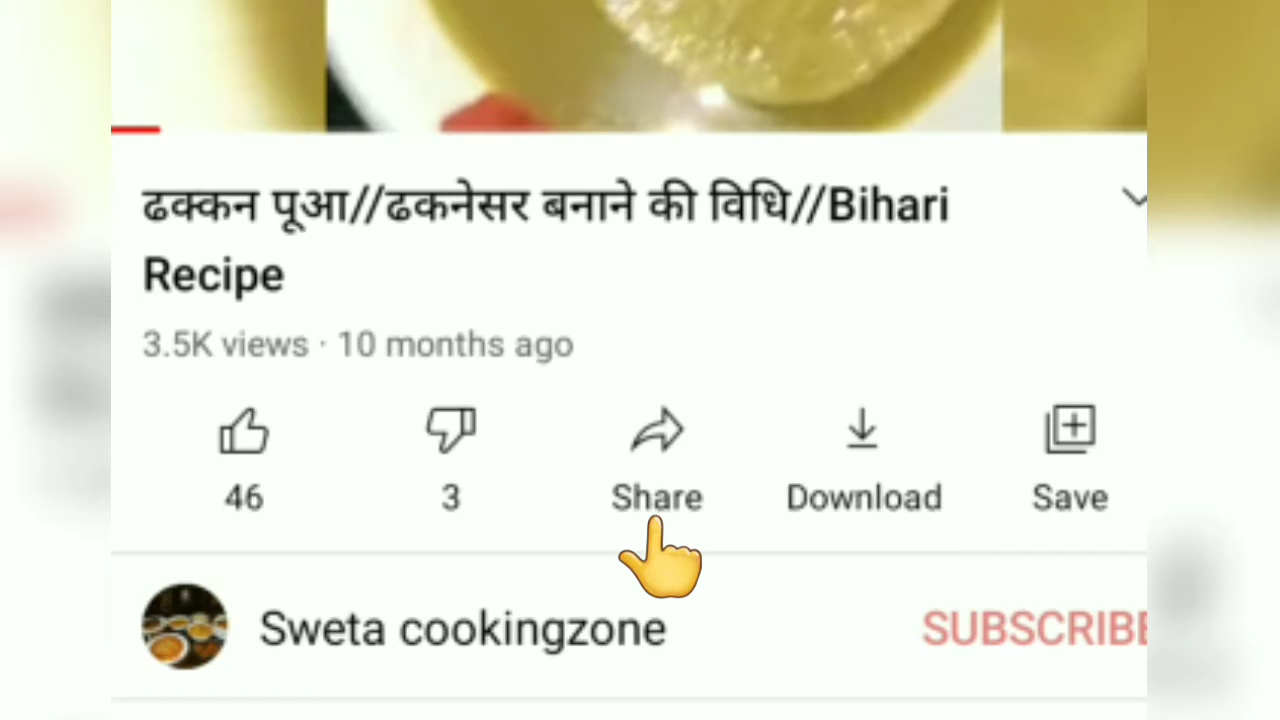 ढक्कन पूआ//ढकनेसर बनाने की विधि//Bihari
Recipe
3.5K views · 10 months ago
46
3
Share
Download
Save
Sweta cookingzone
SUBSCRIBE